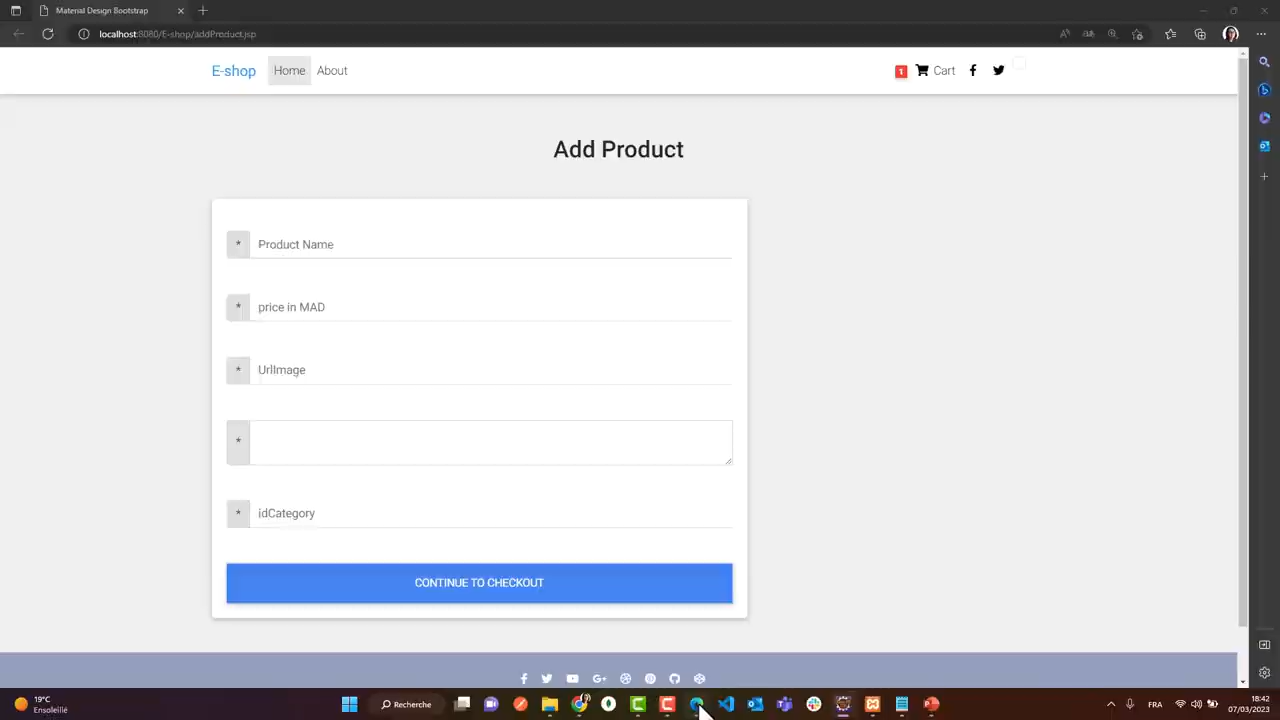 Material Design Bootstrap
localhost:8080/E-shop/addProduct.jsp
E-shop Home About 1 Cart
Add Product
* Product Name
* price in MAD
* UrlImage
*
* idCategory
CONTINUE TO CHECKOUT
19°C
Ensoleillé
Recherche
FRA
18:42
07/03/2023